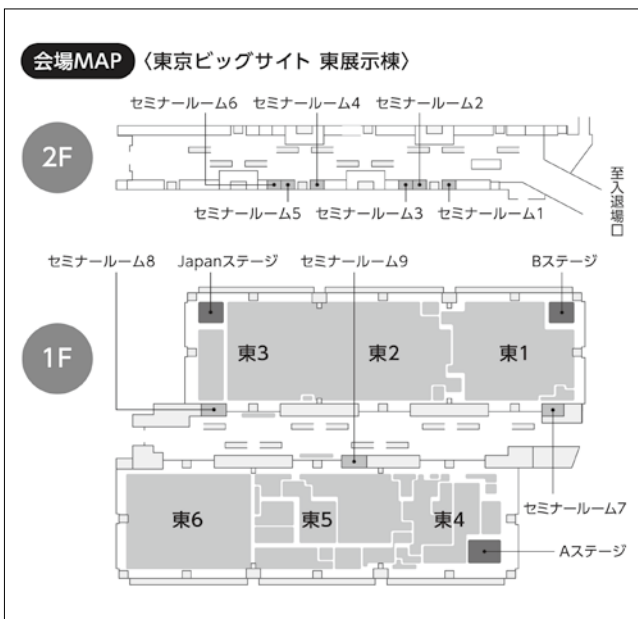 会場MAP 〈東京ビッグサイト 東展示棟〉
セミナールーム6 セミナールーム4 セミナールーム2
2F
至入退場口
セミナールーム5 セミナールーム3 セミナールーム1
セミナールーム8 Japanステージ セミナールーム9 Bステージ
1F
東3 東2 東1
東6 東5 東4
セミナールーム7
Aステージ